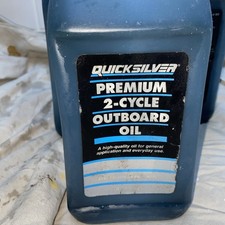 QUICKSILVER
PREMIUM
2-CYCLE
OUTBOARD
OIL
A high-quality oil for general
application and everyday use.